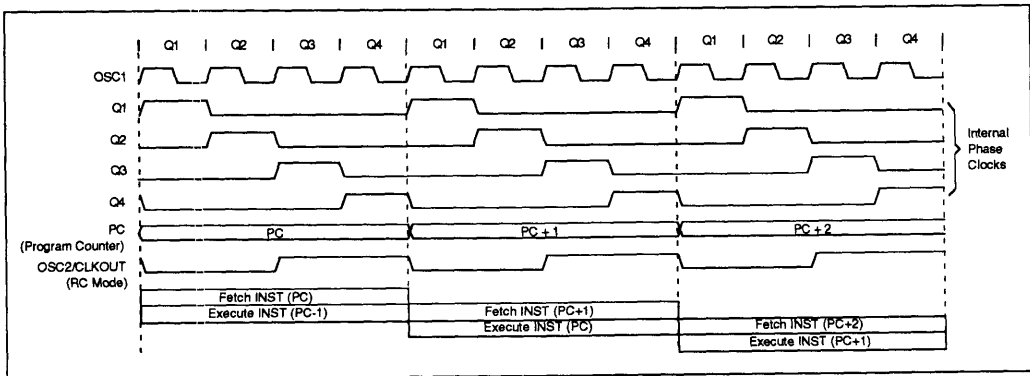 Q1 | Q2 | Q3 | Q4 | Q1 | Q2 | Q3 | Q4 | Q1 | Q2 | Q3 | Q4 |
OSC1
Q1
Q2
Q3
Q4
Internal
Phase
Clocks
PC
(Program Counter)
PC
PC + 1
PC + 2
OSC2/CLKOUT
(RC Mode)
Fetch INST (PC)
Execute INST (PC-1)
Fetch INST (PC+1)
Execute INST (PC)
Fetch INST (PC+2)
Execute INST (PC+1)